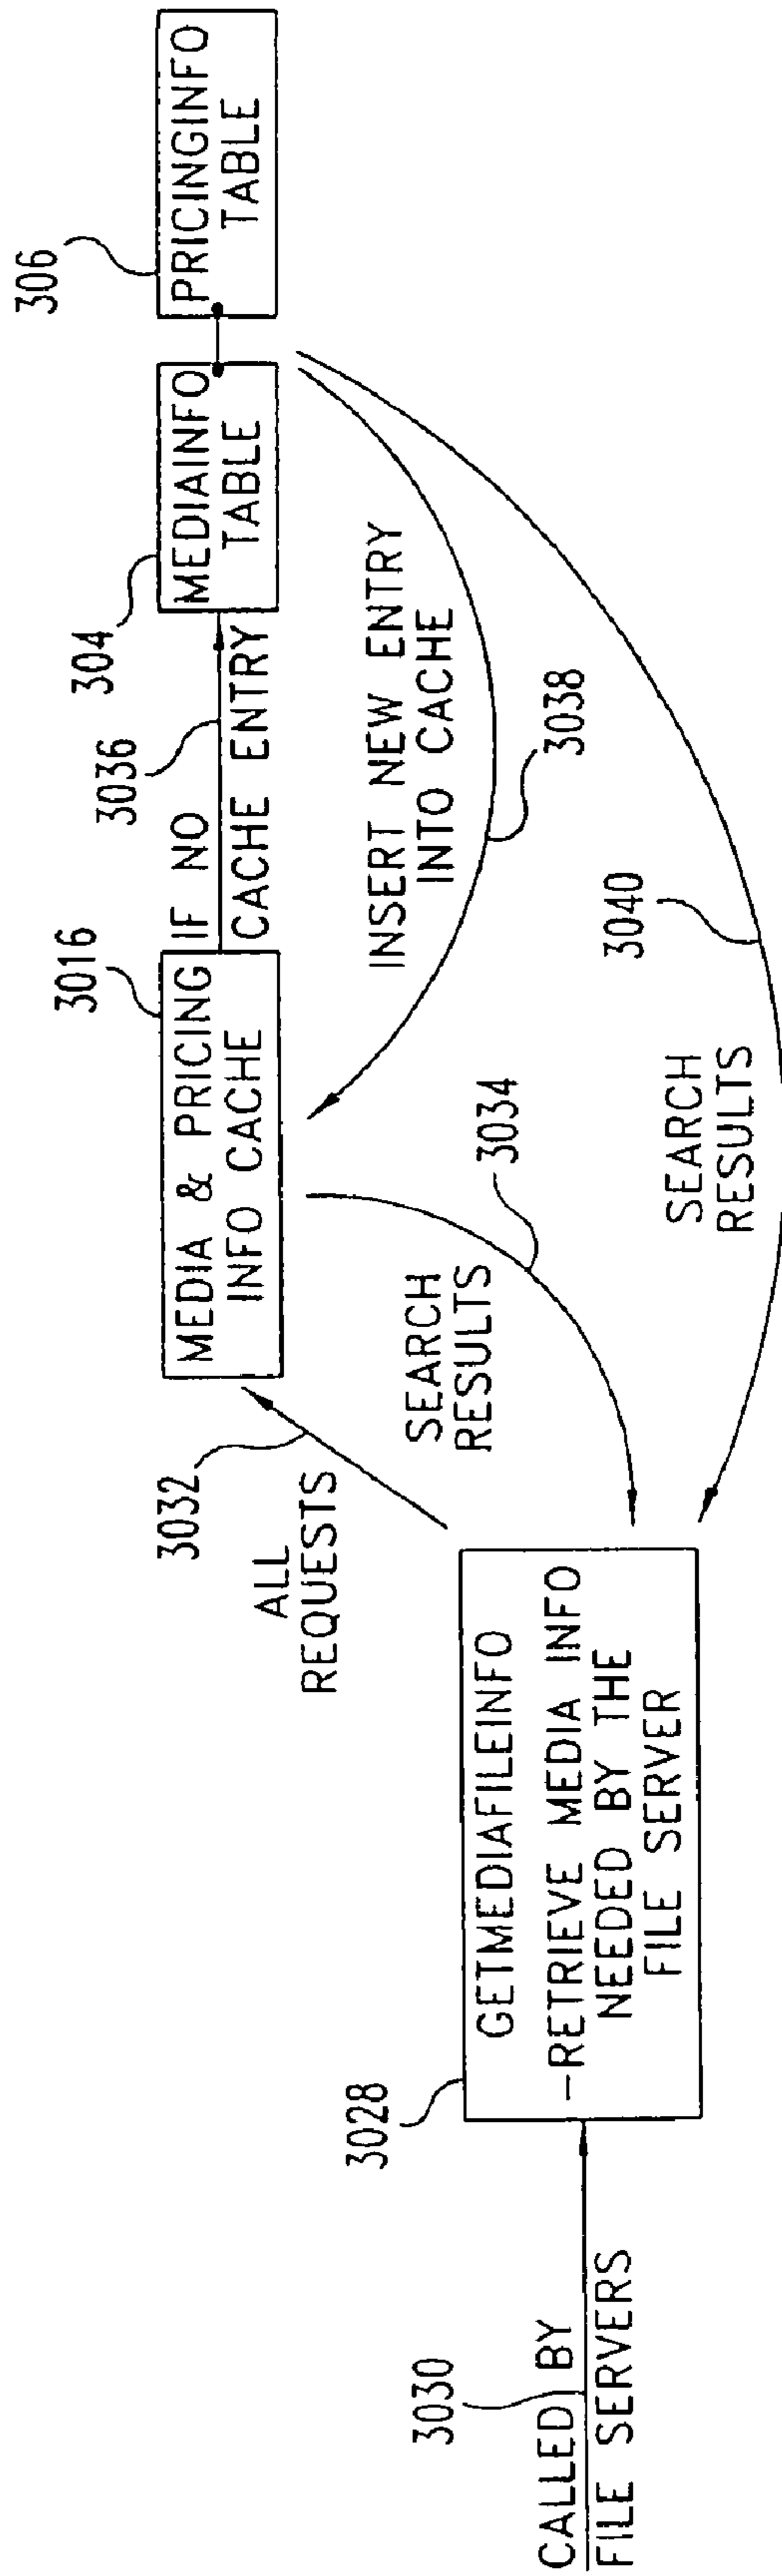 306
PRICINGINFO
TABLE
304
MEDIAINFO
TABLE
3036
IF NO
CACHE ENTRY
3016
MEDIA & PRICING
INFO CACHE
INSERT NEW ENTRY
INTO CACHE
3038
3040
SEARCH
RESULTS
3034
SEARCH
RESULTS
3032
ALL
REQUESTS
3028
GETMEDIAFILEINFO
-RETRIEVE MEDIA INFO
NEEDED BY THE
FILE SERVER
3030
CALLED BY
FILE SERVERS